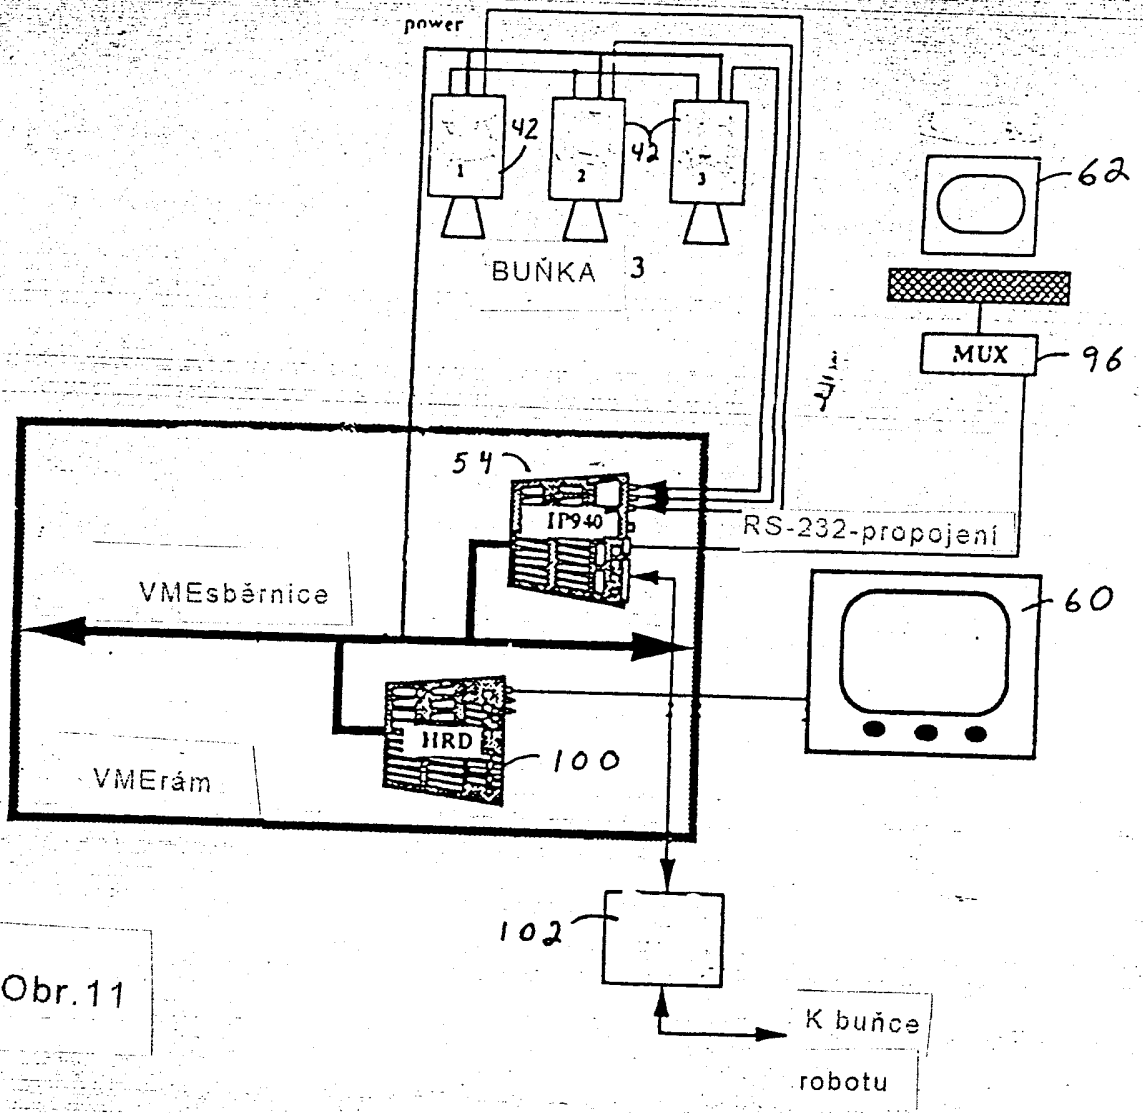 power
42
42
1
2
3
BUŇKA 3
62
MUX
96
54
IP940
RS-232-propojení
VMEsběrnice
60
HRD
100
VMErám
102
Obr.11
K buňce
robotu